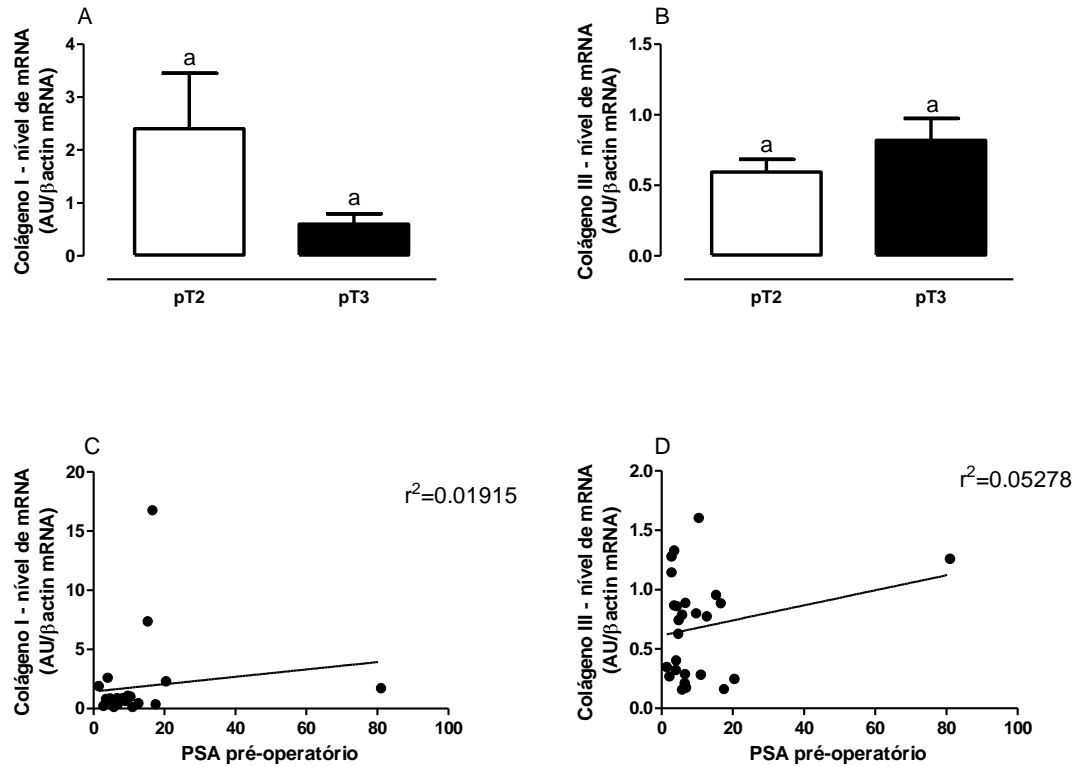 A
Colágeno I - nível de mRNA
(AU/βactin mRNA)
4
3
2
1
0
a
a
pT2
pT3
B
Colágeno III - nível de mRNA
(AU/βactin mRNA)
1.5
1.0
0.5
0.0
a
a
pT2
pT3
C
Colágeno I - nível de mRNA
(AU/βactin mRNA)
20
15
10
5
0
r²=0.01915
0 20 40 60 80 100
PSA pré-operatório
D
Colágeno III - nível de mRNA
(AU/βactin mRNA)
2.0
1.5
1.0
0.5
0.0
r²=0.05278
0 20 40 60 80 100
PSA pré-operatório